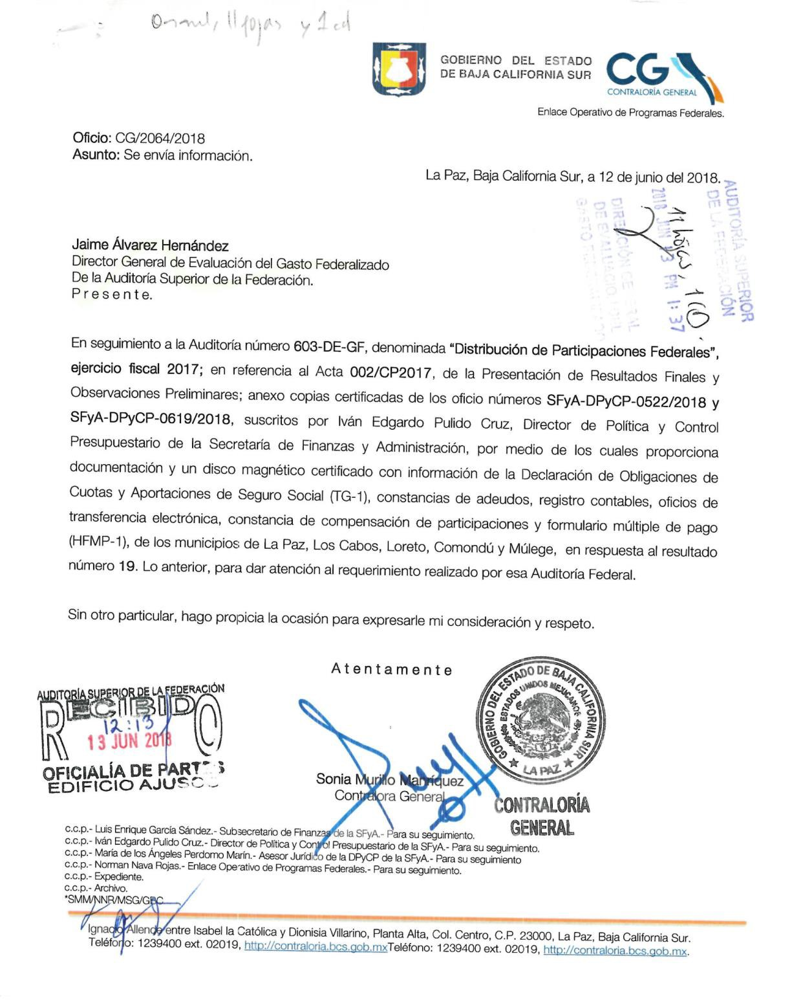 11 fojas y 1 cd
GOBIERNO DEL ESTADO
DE BAJA CALIFORNIA SUR
CG
CONTRALORÍA GENERAL
Enlace Operativo de Programas Federales.
Oficio: CG/2064/2018
Asunto: Se envía información.
La Paz, Baja California Sur, a 12 de junio del 2018.
AUDITORÍA SUPERIOR
DE LA FEDERACIÓN
11 hojas, 1 CD.
2018 JUN 13 PM 1:37
Jaime Álvarez Hernández
Director General de Evaluación del Gasto Federalizado
De la Auditoría Superior de la Federación.
P r e s e n t e.
En seguimiento a la Auditoría número 603-DE-GF, denominada “Distribución de Participaciones Federales”,
ejercicio fiscal 2017; en referencia al Acta 002/CP2017, de la Presentación de Resultados Finales y
Observaciones Preliminares; anexo copias certificadas de los oficio números SFyA-DPyCP-0522/2018 y
SFyA-DPyCP-0619/2018, suscritos por Iván Edgardo Pulido Cruz, Director de Política y Control
Presupuestario de la Secretaría de Finanzas y Administración, por medio de los cuales proporciona
documentación y un disco magnético certificado con información de la Declaración de Obligaciones de
Cuotas y Aportaciones de Seguro Social (TG-1), constancias de adeudos, registro contables, oficios de
transferencia electrónica, constancia de compensación de participaciones y formulario múltiple de pago
(HFMP-1), de los municipios de La Paz, Los Cabos, Loreto, Comondú y Múlege, en respuesta al resultado
número 19. Lo anterior, para dar atención al requerimiento realizado por esa Auditoría Federal.
Sin otro particular, hago propicia la ocasión para expresarle mi consideración y respeto.
A t e n t a m e n t e
AUDITORÍA SUPERIOR DE LA FEDERACIÓN
RECIBIDO
12:13
13 JUN 2018
OFICIALÍA DE PARTES
EDIFICIO AJUSCO
GOBIERNO DEL ESTADO DE BAJA CALIFORNIA SUR
ESTADOS UNIDOS MEXICANOS
LA PAZ
CONTRALORÍA
GENERAL
Sonia Murillo Manríquez
Contralora General
c.c.p.- Luis Enrique García Sández.- Subsecretario de Finanzas de la SFyA.- Para su seguimiento.
c.c.p.- Iván Edgardo Pulido Cruz.- Director de Política y Control Presupuestario de la SFyA.- Para su seguimiento.
c.c.p.- María de los Ángeles Perdomo Marín.- Asesor Jurídico de la DPyCP de la SFyA.- Para su seguimiento
c.c.p.- Norman Nava Rojas.- Enlace Operativo de Programas Federales.- Para su seguimiento.
c.c.p.- Expediente.
c.c.p.- Archivo.
*SMM/NNR/MSG/GBC
Ignacio Allende entre Isabel la Católica y Dionisia Villarino, Planta Alta, Col. Centro, C.P. 23000, La Paz, Baja California Sur.
Teléfono: 1239400 ext. 02019, http://contraloria.bcs.gob.mxTeléfono: 1239400 ext. 02019, http://contraloria.bcs.gob.mx.